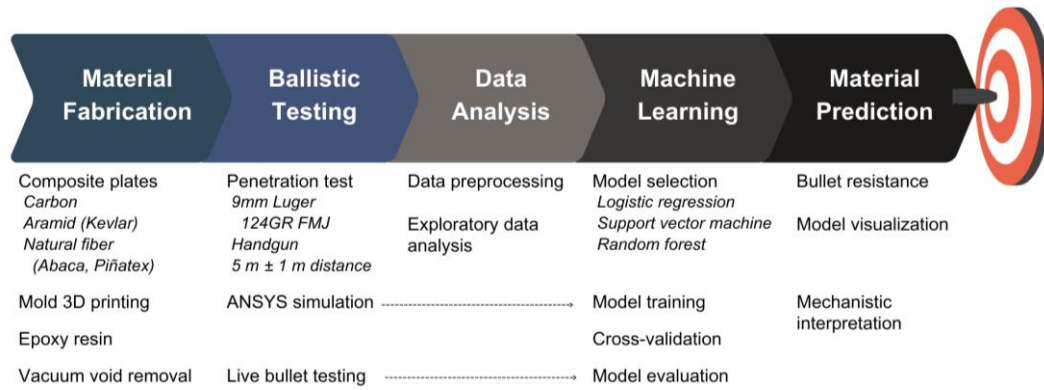 Material
Fabrication
Ballistic
Testing
Data
Analysis
Machine
Learning
Material
Prediction
Composite plates
Carbon
Aramid (Kevlar)
Natural fiber
(Abaca, Piñatex)
Mold 3D printing
Epoxy resin
Vacuum void removal
Penetration test
9mm Luger
124GR FMJ
Handgun
5 m ± 1 m distance
ANSYS simulation
Live bullet testing
Data preprocessing
Exploratory data
analysis
Model selection
Logistic regression
Support vector machine
Random forest
Model training
Cross-validation
Model evaluation
Bullet resistance
Model visualization
Mechanistic
interpretation